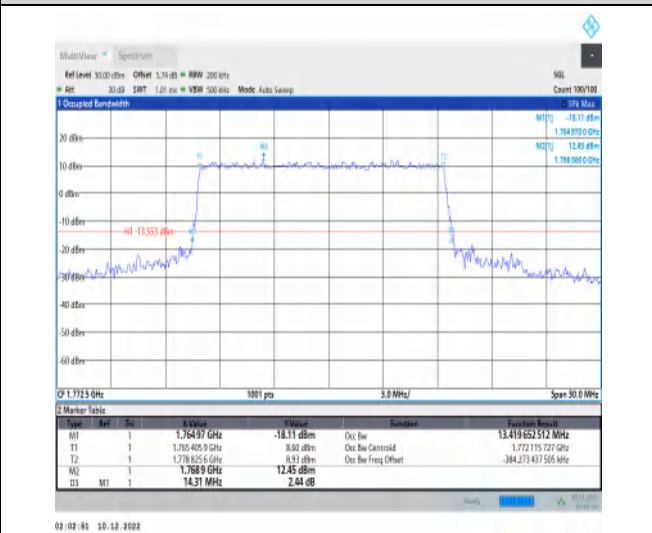 MultiView Spectrum
Ref Level 30.00 dBm Offset 5.74 dB RBW 200 kHz SGL
Att 30 dB SWT 1.01 ms VBW 500 kHz Mode Auto Sweep Count 100/100
1 Occupied Bandwidth 1Pk Max
M1[1] -18.11 dBm
1.764 970 0 GHz
M2[1] 12.45 dBm
1.768 900 0 GHz
20 dBm
T1 M2 T2
10 dBm
0 dBm
-10 dBm
H1 -13.553 dBm
-20 dBm
-30 dBm
-40 dBm
-50 dBm
-60 dBm
CF 1.772 5 GHz 1001 pts 3.0 MHz/ Span 30.0 MHz
2 Marker Table
Type Ref Trc X-Value Y-Value Function Function Result
M1 1 1.764 97 GHz -18.11 dBm Occ Bw 13.419 652 512 MHz
T1 1 1.765 405 9 GHz 8.60 dBm Occ Bw Centroid 1.772 115 727 GHz
T2 1 1.778 825 6 GHz 8.93 dBm Occ Bw Freq Offset -384.273 437 505 kHz
M2 1 1.768 9 GHz 12.45 dBm
D3 M1 1 14.31 MHz 2.44 dB
Ready
02:02:51 10.12.2022